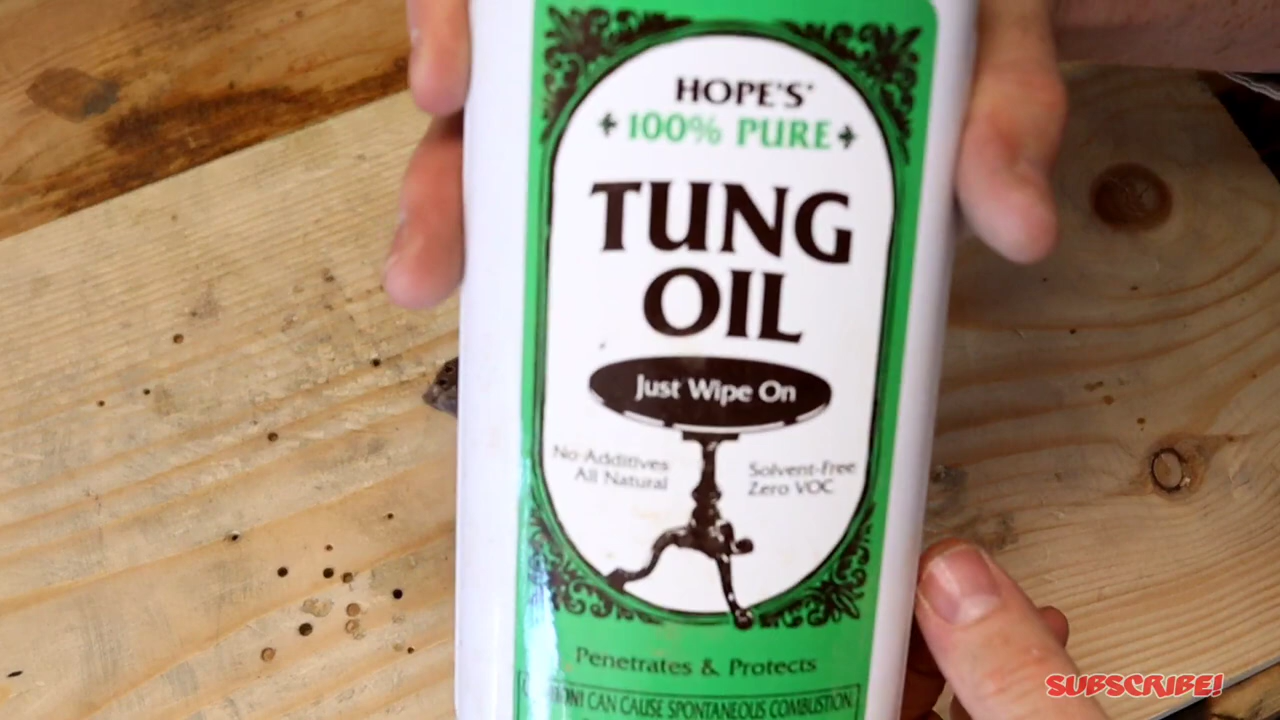 HOPE'S
100% PURE
TUNG
OIL
Just Wipe On
No Additives
All Natural
Solvent-Free
Zero VOC
Penetrates & Protects
CAN CAUSE SPONTANEOUS COMBUSTION.
SUBSCRIBE!